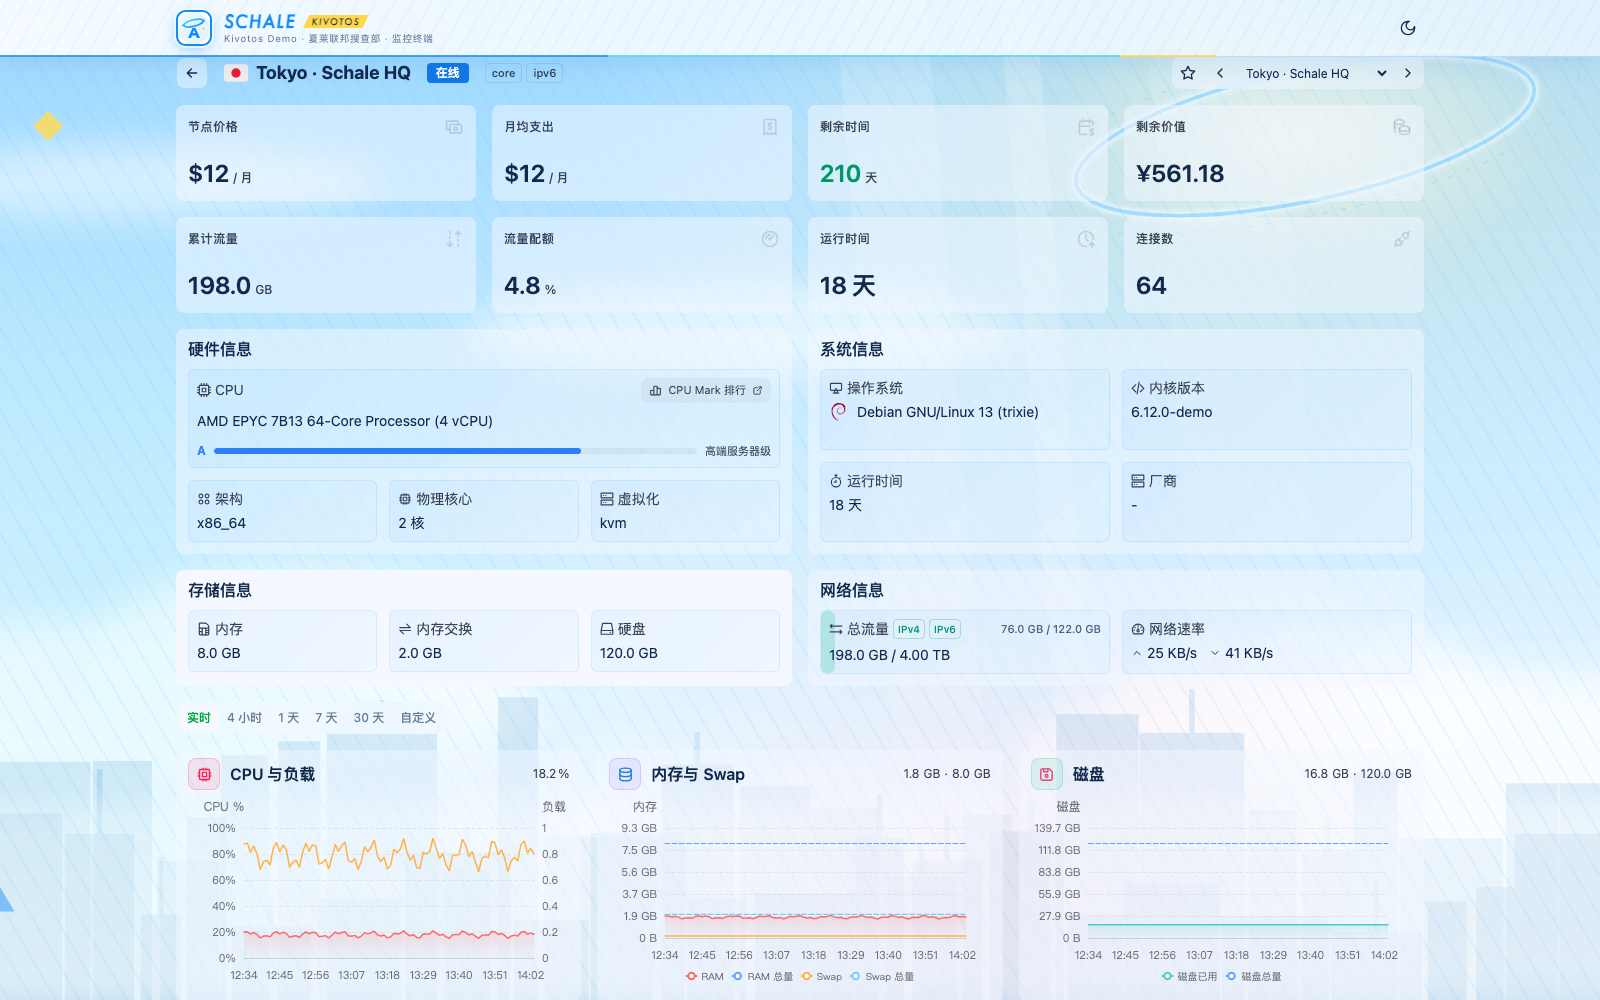 SCHALE KIVOTOS
Kivotos Demo · 夏莱联邦搜查部 · 监控终端
Tokyo · Schale HQ 在线 core ipv6
Tokyo · Schale HQ
节点价格
$12 / 月
月均支出
$12 / 月
剩余时间
210 天
剩余价值
¥561.18
累计流量
198.0 GB
流量配额
4.8 %
运行时间
18 天
连接数
64
硬件信息
CPU
CPU Mark 排行
AMD EPYC 7B13 64-Core Processor (4 vCPU)
A 高端服务器级
架构
x86_64
物理核心
2 核
虚拟化
kvm
系统信息
操作系统
Debian GNU/Linux 13 (trixie)
内核版本
6.12.0-demo
运行时间
18 天
厂商
-
存储信息
内存
8.0 GB
内存交换
2.0 GB
硬盘
120.0 GB
网络信息
总流量 IPv4 IPv6 76.0 GB / 122.0 GB
198.0 GB / 4.00 TB
网络速率
25 KB/s 41 KB/s
实时 4 小时 1 天 7 天 30 天 自定义
CPU 与负载 18.2%
CPU % 负载
100% 1
80% 0.8
60% 0.6
40% 0.4
20% 0.2
0% 0
12:34 12:45 12:56 13:07 13:18 13:29 13:40 13:51 14:02
内存与 Swap 1.8 GB · 8.0 GB
内存
9.3 GB
7.5 GB
5.6 GB
3.7 GB
1.9 GB
0 B
12:34 12:45 12:56 13:07 13:18 13:29 13:40 13:51 14:02
RAM RAM 总量 Swap Swap 总量
磁盘 16.8 GB · 120.0 GB
磁盘
139.7 GB
111.8 GB
83.8 GB
55.9 GB
27.9 GB
0 B
12:34 12:45 12:56 13:07 13:18 13:29 13:40 13:51 14:02
磁盘已用 磁盘总量